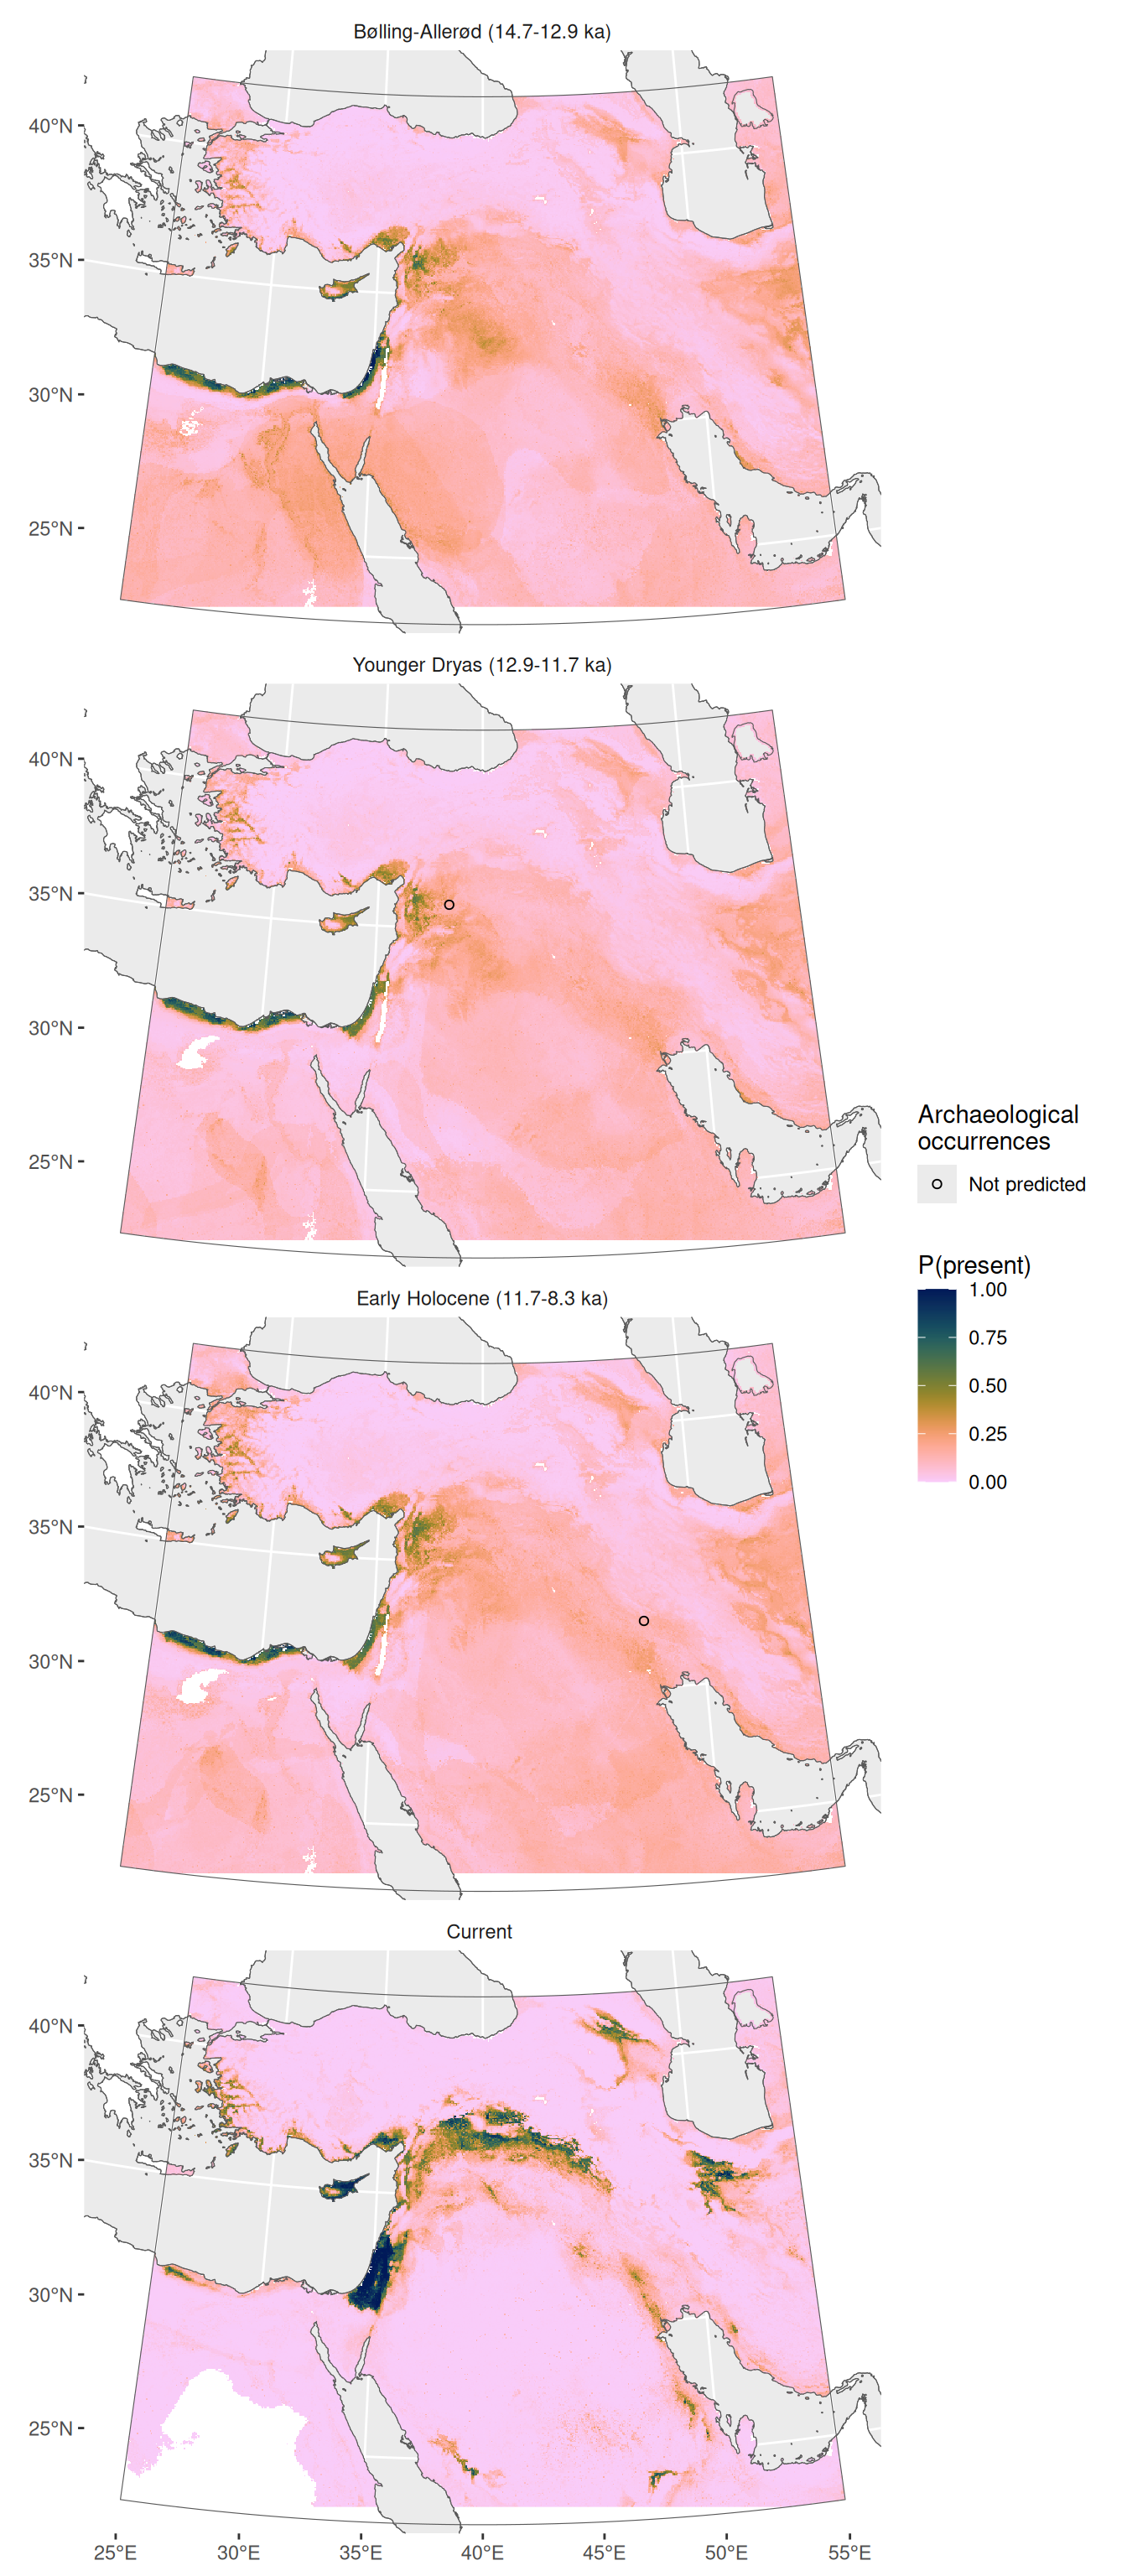 Bølling-Allerød (14.7-12.9 ka)
40°N
35°N
30°N
25°N
Younger Dryas (12.9-11.7 ka)
40°N
35°N
30°N
25°N
Archaeological
occurrences
Not predicted
P(present)
1.00
0.75
0.50
0.25
0.00
Early Holocene (11.7-8.3 ka)
40°N
35°N
30°N
25°N
Current
40°N
35°N
30°N
25°N
25°E 30°E 35°E 40°E 45°E 50°E 55°E